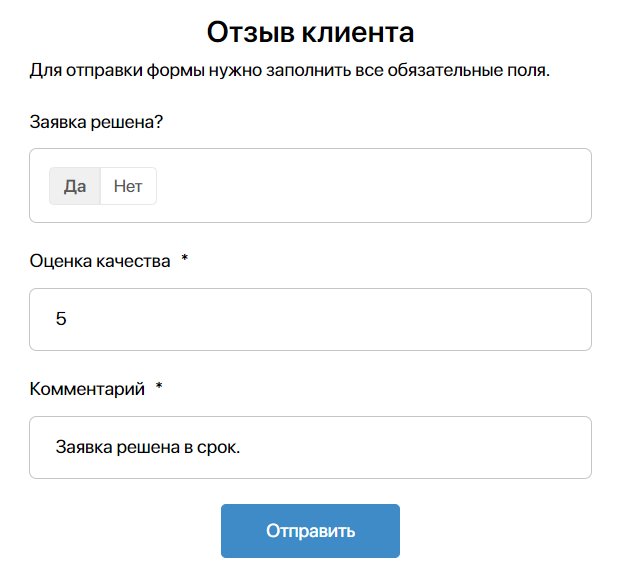 Отзыв клиента
Для отправки формы нужно заполнить все обязательные поля.
Заявка решена?
Да Нет
Оценка качества *
5
Комментарий *
Заявка решена в срок.
Отправить